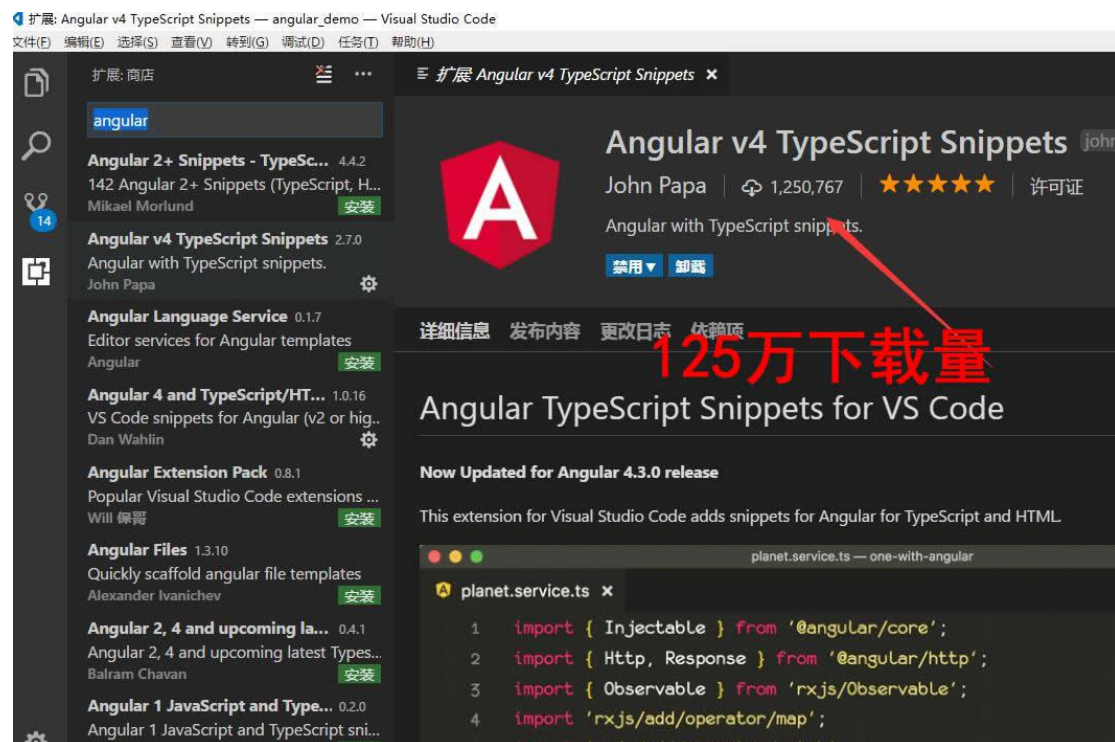 扩展: Angular v4 TypeScript Snippets — angular_demo — Visual Studio Code
文件(F) 编辑(E) 选择(S) 查看(V) 转到(G) 调试(D) 任务(T) 帮助(H)
扩展: 商店
angular
Angular 2+ Snippets - TypeSc... 4.4.2
142 Angular 2+ Snippets (TypeScript, H...
Mikael Morlund 安装
Angular v4 TypeScript Snippets 2.7.0
Angular with TypeScript snippets.
John Papa
Angular Language Service 0.1.7
Editor services for Angular templates
Angular 安装
Angular 4 and TypeScript/HT... 1.0.16
VS Code snippets for Angular (v2 or hig..
Dan Wahlin
Angular Extension Pack 0.8.1
Popular Visual Studio Code extensions ...
Will 保哥 安装
Angular Files 1.3.10
Quickly scaffold angular file templates
Alexander Ivanichev 安装
Angular 2, 4 and upcoming la... 0.4.1
Angular 2, 4 and upcoming latest Types...
Balram Chavan 安装
Angular 1 JavaScript and Type... 0.2.0
Angular 1 JavaScript and TypeScript sni...
14
扩展 Angular v4 TypeScript Snippets
Angular v4 TypeScript Snippets john
John Papa 1,250,767 许可证
Angular with TypeScript snippets.
禁用 卸载
详细信息 发布内容 更改日志 依赖项
125万下载量
Angular TypeScript Snippets for VS Code
Now Updated for Angular 4.3.0 release
This extension for Visual Studio Code adds snippets for Angular for TypeScript and HTML.
planet.service.ts — one-with-angular
planet.service.ts
1 import { Injectable } from '@angular/core';
2 import { Http, Response } from '@angular/http';
3 import { Observable } from 'rxjs/Observable';
4 import 'rxjs/add/operator/map';